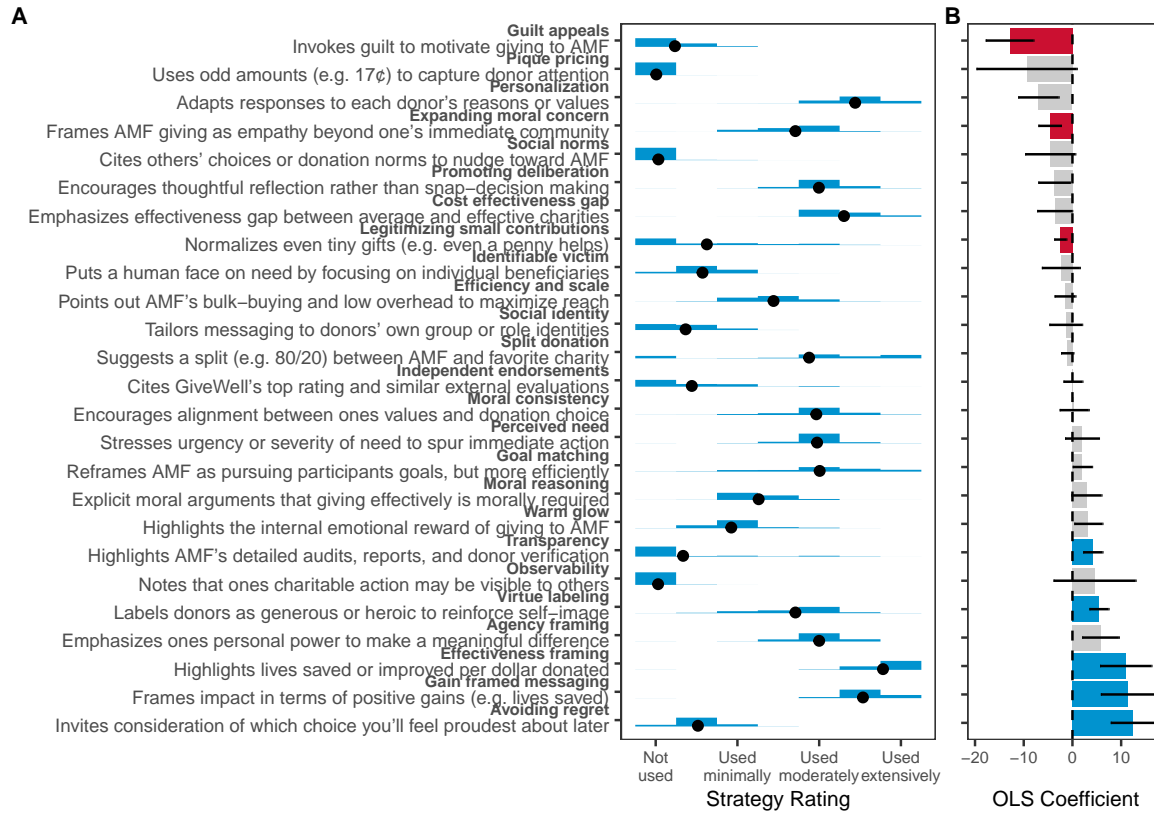 A
B
Guilt appeals
Invokes guilt to motivate giving to AMF
Pique pricing
Uses odd amounts (e.g. 17¢) to capture donor attention
Personalization
Adapts responses to each donor's reasons or values
Expanding moral concern
Frames AMF giving as empathy beyond one's immediate community
Social norms
Cites others' choices or donation norms to nudge toward AMF
Promoting deliberation
Encourages thoughtful reflection rather than snap−decision making
Cost effectiveness gap
Emphasizes effectiveness gap between average and effective charities
Legitimizing small contributions
Normalizes even tiny gifts (e.g. even a penny helps)
Identifiable victim
Puts a human face on need by focusing on individual beneficiaries
Efficiency and scale
Points out AMF's bulk−buying and low overhead to maximize reach
Social identity
Tailors messaging to donors' own group or role identities
Split donation
Suggests a split (e.g. 80/20) between AMF and favorite charity
Independent endorsements
Cites GiveWell's top rating and similar external evaluations
Moral consistency
Encourages alignment between ones values and donation choice
Perceived need
Stresses urgency or severity of need to spur immediate action
Goal matching
Reframes AMF as pursuing participants goals, but more efficiently
Moral reasoning
Explicit moral arguments that giving effectively is morally required
Warm glow
Highlights the internal emotional reward of giving to AMF
Transparency
Highlights AMF's detailed audits, reports, and donor verification
Observability
Notes that ones charitable action may be visible to others
Virtue labeling
Labels donors as generous or heroic to reinforce self−image
Agency framing
Emphasizes ones personal power to make a meaningful difference
Effectiveness framing
Highlights lives saved or improved per dollar donated
Gain framed messaging
Frames impact in terms of positive gains (e.g. lives saved)
Avoiding regret
Invites consideration of which choice you'll feel proudest about later
Not used
Used minimally
Used moderately
Used extensively
Strategy Rating
−20 −10 0 10
OLS Coefficient